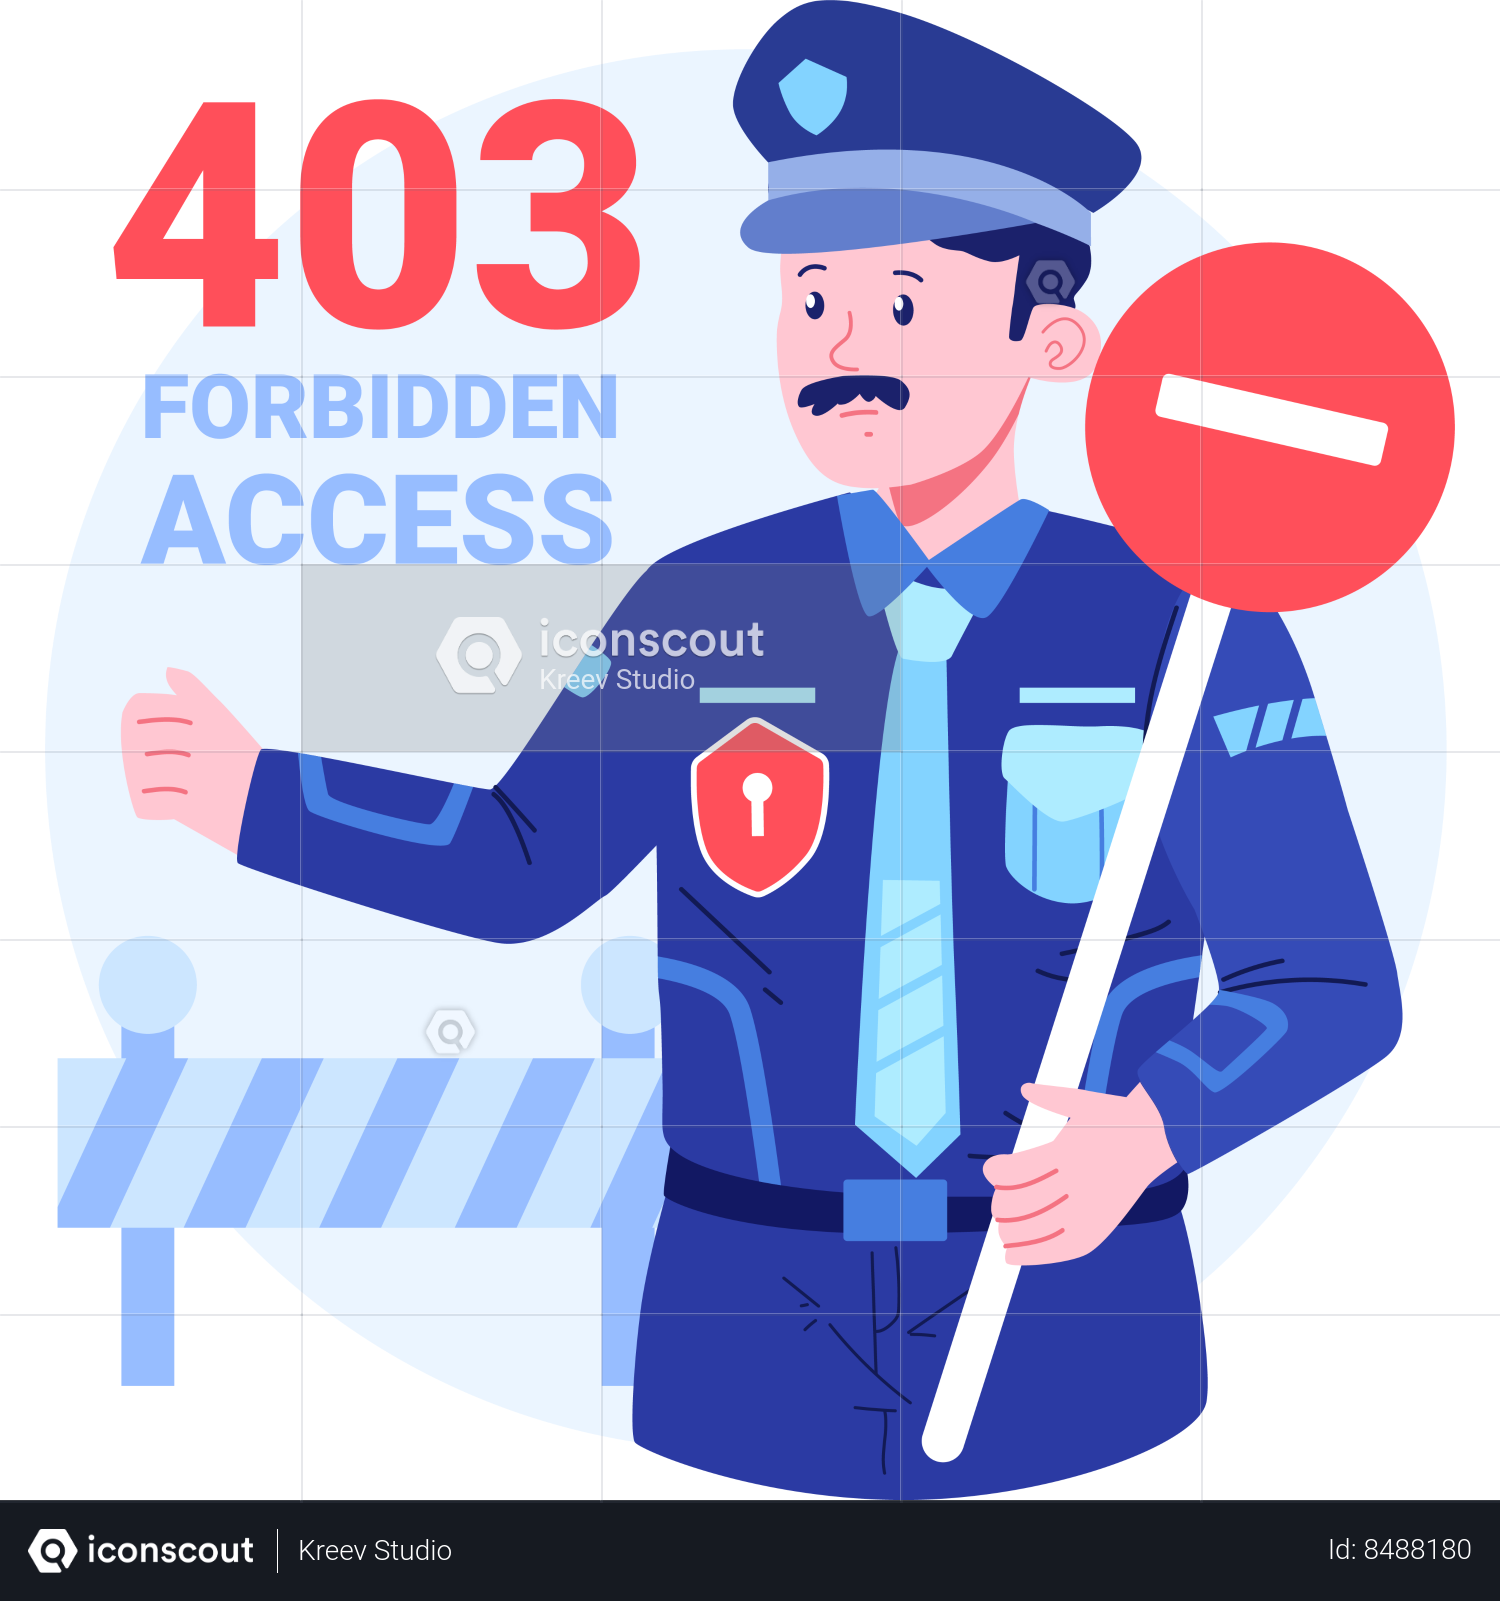 403
FORBIDDEN
ACCESS
iconscout
Kreev Studio
iconscout | Kreev Studio
Id: 8488180